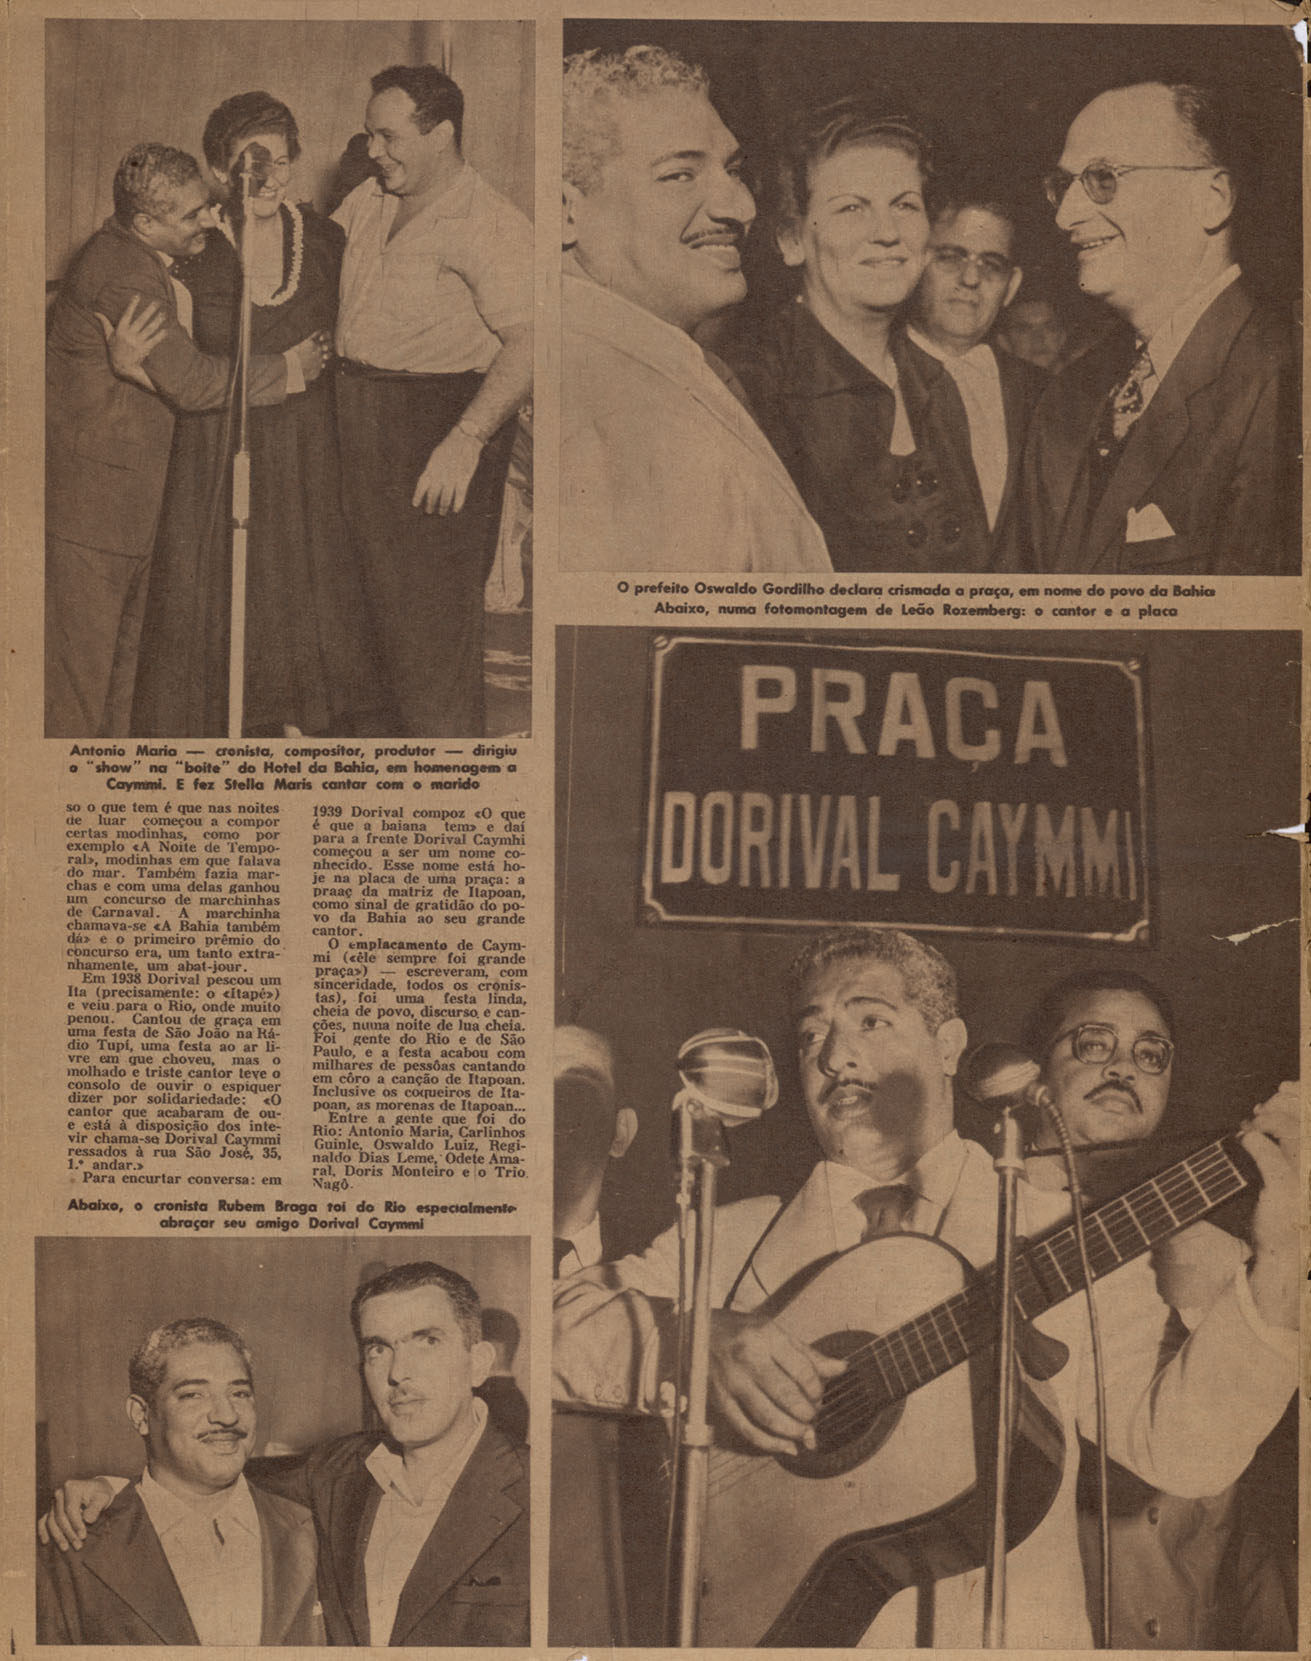 Antonio Maria — cronista, compositor, produtor — dirigiu
o "show" na "boite" do Hotel da Bahia, em homenagem a
Caymmi. E fez Stella Maris cantar com o marido
so o que tem é que nas noites
de luar começou a compor
certas modinhas, como por
exemplo «A Noite de Tempo-
ral», modinhas em que falava
do mar. Também fazia mar-
chas e com uma delas ganhou
um concurso de marchinhas
de Carnaval. A marchinha
chamava-se «A Bahia também
dá» e o primeiro prêmio do
concurso era, um tanto extra-
nhamente, um abat-jour.
Em 1938 Dorival pescou um
Ita (precisamente: o «Itapé»)
e veiu para o Rio, onde muito
penou. Cantou de graça em
uma festa de São João na Rá-
dio Tupi, uma festa ao ar li-
vre em que choveu, mas o
molhado e triste cantor teve o
consolo de ouvir o espiquer
dizer por solidariedade: «O
cantor que acabaram de ou-
e está à disposição dos inte-
vir chama-se Dorival Caymmi
ressados à rua São José, 35,
1.º andar.»
Para encurtar conversa: em
1939 Dorival compoz «O que
é que a baiana tem» e daí
para a frente Dorival Caymhi
começou a ser um nome co-
nhecido. Esse nome está ho-
je na placa de uma praça: a
praaç da matriz de Itapoan,
como sinal de gratidão do po-
vo da Bahia ao seu grande
cantor.
O emplacamento de Caym-
mi («êle sempre foi grande
praça») — escreveram, com
sinceridade, todos os cronis-
tas), foi uma festa linda,
cheia de povo, discurso e can-
ções, numa noite de lua cheia.
Foi gente do Rio e de São
Paulo, e a festa acabou com
milhares de pessôas cantando
em côro a canção de Itapoan.
Inclusive os coqueiros de Ita-
poan, as morenas de Itapoan...
Entre a gente que foi do
Rio: Antonio Maria, Carlinhos
Guinle, Oswaldo Luiz, Regi-
naldo Dias Leme, Odete Ama-
ral, Doris Monteiro e o Trio
Nagô.
Abaixo, o cronista Rubem Braga foi do Rio especialmente
abraçar seu amigo Dorival Caymmi
O prefeito Oswaldo Gordilho declara crismada a praça, em nome do povo da Bahia
Abaixo, numa fotomontagem de Leão Rozemberg: o cantor e a placa
PRAÇA
DORIVAL CAYMMI